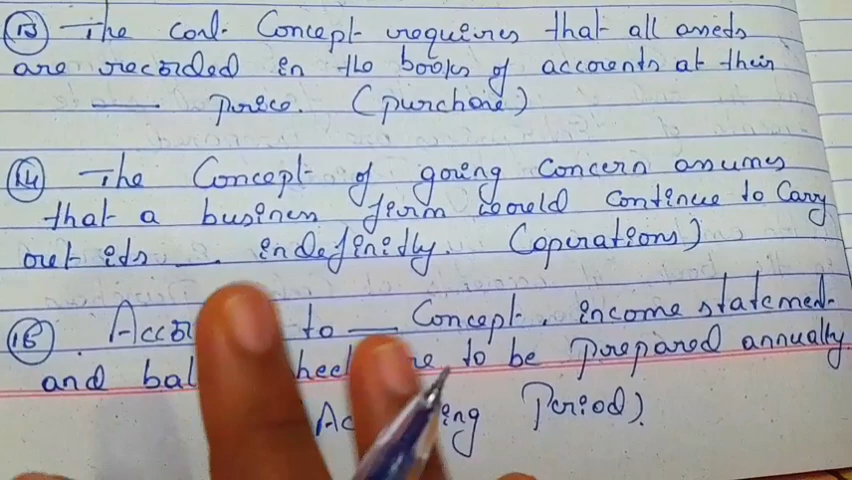 13 The cost Concept requires that all assets
are recorded in the books of accounts at their
— price. (purchase)
14 The Concept of going concern assumes
that a business firm would continue to Carry
out its — indefinitly. (operations)
15. to — Concept, income statement
and to be prepared annually.
Period).